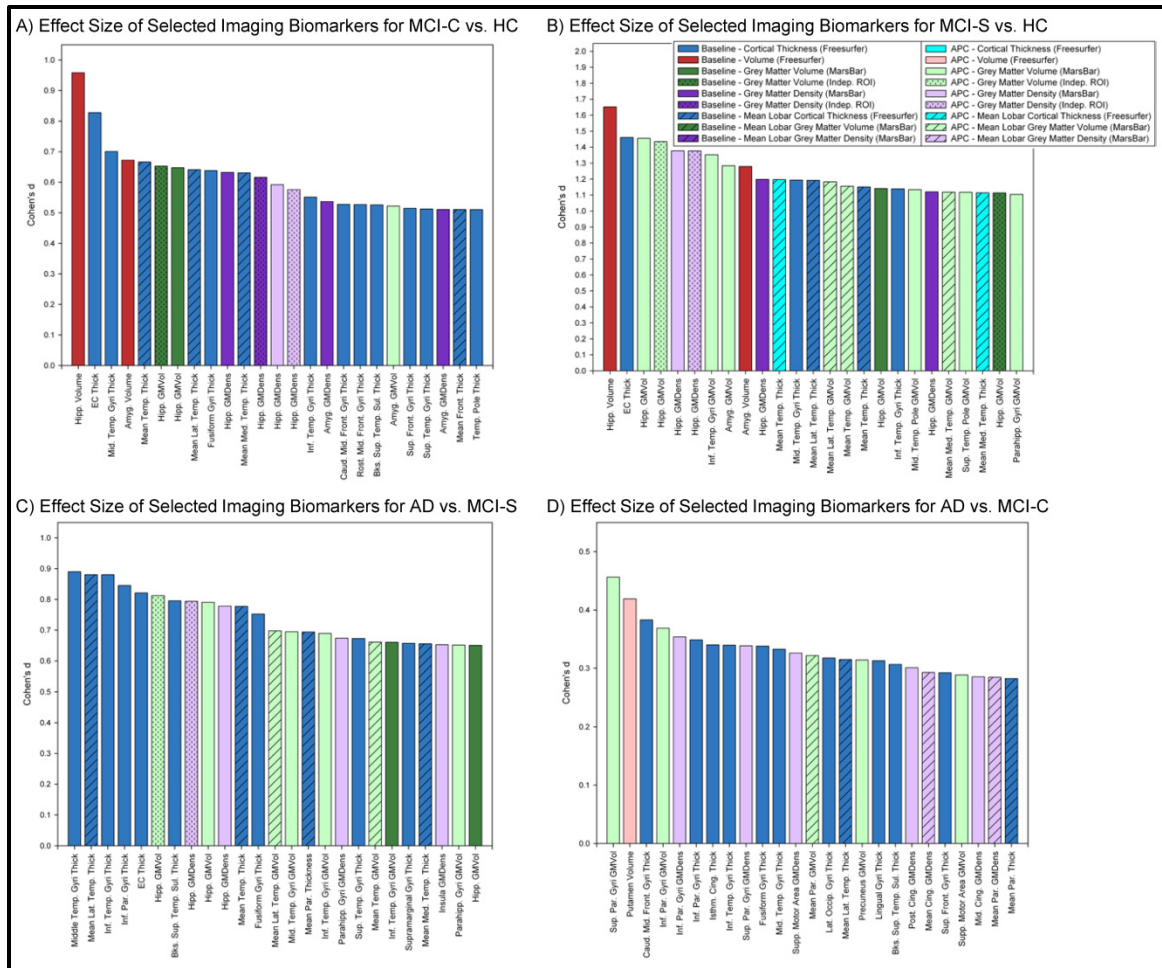 A) Effect Size of Selected Imaging Biomarkers for MCI-C vs. HC
1.0
0.9
0.8
0.7
0.6
0.5
0.4
0.3
0.2
0.1
0.0
Cohen's d
Hipp. Volume
EC Thick
Mid. Temp. Gyri Thick
Amyg. Volume
Mean Temp. Thick
Hipp. GMVol
Hipp. GMVol
Mean Lat. Temp. Thick
Fusiform Gyri Thick
Hipp. GMDens
Mean Med. Temp. Thick
Hipp. GMDens
Hipp. GMDens
Hipp. GMDens
Inf. Temp. Gyri Thick
Amyg. GMDens
Caud. Mid. Front. Gyri Thick
Rost. Mid. Front. Gyri Thick
Bks. Sup. Temp. Sul. Thick
Amyg. GMVol
Sup. Front. Gyri Thick
Sup. Temp. Gyri Thick
Amyg. GMDens
Mean Front. Thick
Temp. Pole Thick
B) Effect Size of Selected Imaging Biomarkers for MCI-S vs. HC
Baseline - Cortical Thickness (Freesurfer)
Baseline - Volume (Freesurfer)
Baseline - Grey Matter Volume (MarsBar)
Baseline - Grey Matter Volume (Indep. ROI)
Baseline - Grey Matter Density (MarsBar)
Baseline - Grey Matter Density (Indep. ROI)
Baseline - Mean Lobar Cortical Thickness (Freesurfer)
Baseline - Mean Lobar Grey Matter Volume (MarsBar)
Baseline - Mean Lobar Grey Matter Density (MarsBar)
APC - Cortical Thickness (Freesurfer)
APC - Volume (Freesurfer)
APC - Grey Matter Volume (MarsBar)
APC - Grey Matter Volume (Indep. ROI)
APC - Grey Matter Density (MarsBar)
APC - Grey Matter Density (Indep. ROI)
APC - Mean Lobar Cortical Thickness (Freesurfer)
APC - Mean Lobar Grey Matter Volume (MarsBar)
APC - Mean Lobar Grey Matter Density (MarsBar)
2.0
1.9
1.8
1.7
1.6
1.5
1.4
1.3
1.2
1.1
1.0
0.9
0.8
0.7
0.6
0.5
0.4
0.3
0.2
0.1
0.0
Cohen's d
Hipp. Volume
EC Thick
Hipp. GMVol
Hipp. GMVol
Hipp. GMDens
Hipp. GMDens
Inf. Temp. Gyri GMVol
Amyg. GMVol
Amyg. Volume
Hipp. GMDens
Mean Temp. Thick
Mid. Temp. Gyri Thick
Mean Lat. Temp. Thick
Mean Lat. Temp. GMVol
Mean Temp. GMVol
Mean Temp. Thick
Hipp. GMVol
Inf. Temp. Gyri Thick
Mid. Temp. Pole GMVol
Hipp. GMDens
Mean Med. Temp. GMVol
Sup. Temp. Pole GMVol
Mean Med. Temp. Thick
Hipp. GMVol
Parahipp. Gyri GMVol
C) Effect Size of Selected Imaging Biomarkers for AD vs. MCI-S
1.0
0.9
0.8
0.7
0.6
0.5
0.4
0.3
0.2
0.1
0.0
Cohen's d
Middle Temp. Gyri Thick
Mean Lat. Temp. Thick
Inf. Temp. Gyri Thick
Inf. Par. Gyri Thick
EC Thick
Hipp. GMVol
Bks. Sup. Temp. Sul. Thick
Hipp. GMDens
Hipp. GMVol
Hipp. GMDens
Mean Temp. Thick
Fusiform Gyri Thick
Mean Lat. Temp. GMVol
Mid. Temp. Gyri GMVol
Mean Par. Thickness
Inf. Temp. Gyri GMVol
Parahipp. Gyri GMDens
Sup. Temp. Gyri Thick
Mean Temp. GMVol
Inf. Temp. Gyri GMVol
Supramarginal Gyri Thick
Mean Med. Temp. Thick
Insula GMDens
Parahipp. Gyri GMVol
Hipp. GMVol
D) Effect Size of Selected Imaging Biomarkers for AD vs. MCI-C
0.5
0.4
0.3
0.2
0.1
0.0
Cohen's d
Sup. Par. Gyri GMVol
Putamen Volume
Caud. Mid. Front. Gyri Thick
Inf. Par. Gyri GMVol
Inf. Par. Gyri GMDens
Inf. Par. Gyri Thick
Isthm. Cing. Thick
Inf. Temp. Gyri Thick
Sup. Par. Gyri GMDens
Fusiform Gyri Thick
Mid. Temp Gyri Thick
Supp. Motor Area GMDens
Mean Par. GMVol
Lat. Occip. Gyri Thick
Mean Lat. Temp. Thick
Precuneus GMVol
Lingual Gyri Thick
Bks. Sup. Temp. Sul. Thick
Post. Cing. GMDens
Mean Cing. GMDens
Sup. Front. Gyri Thick
Supp. Motor Area GMVol
Mid. Cing. GMDens
Mean Par. GMDens
Mean Par. Thick